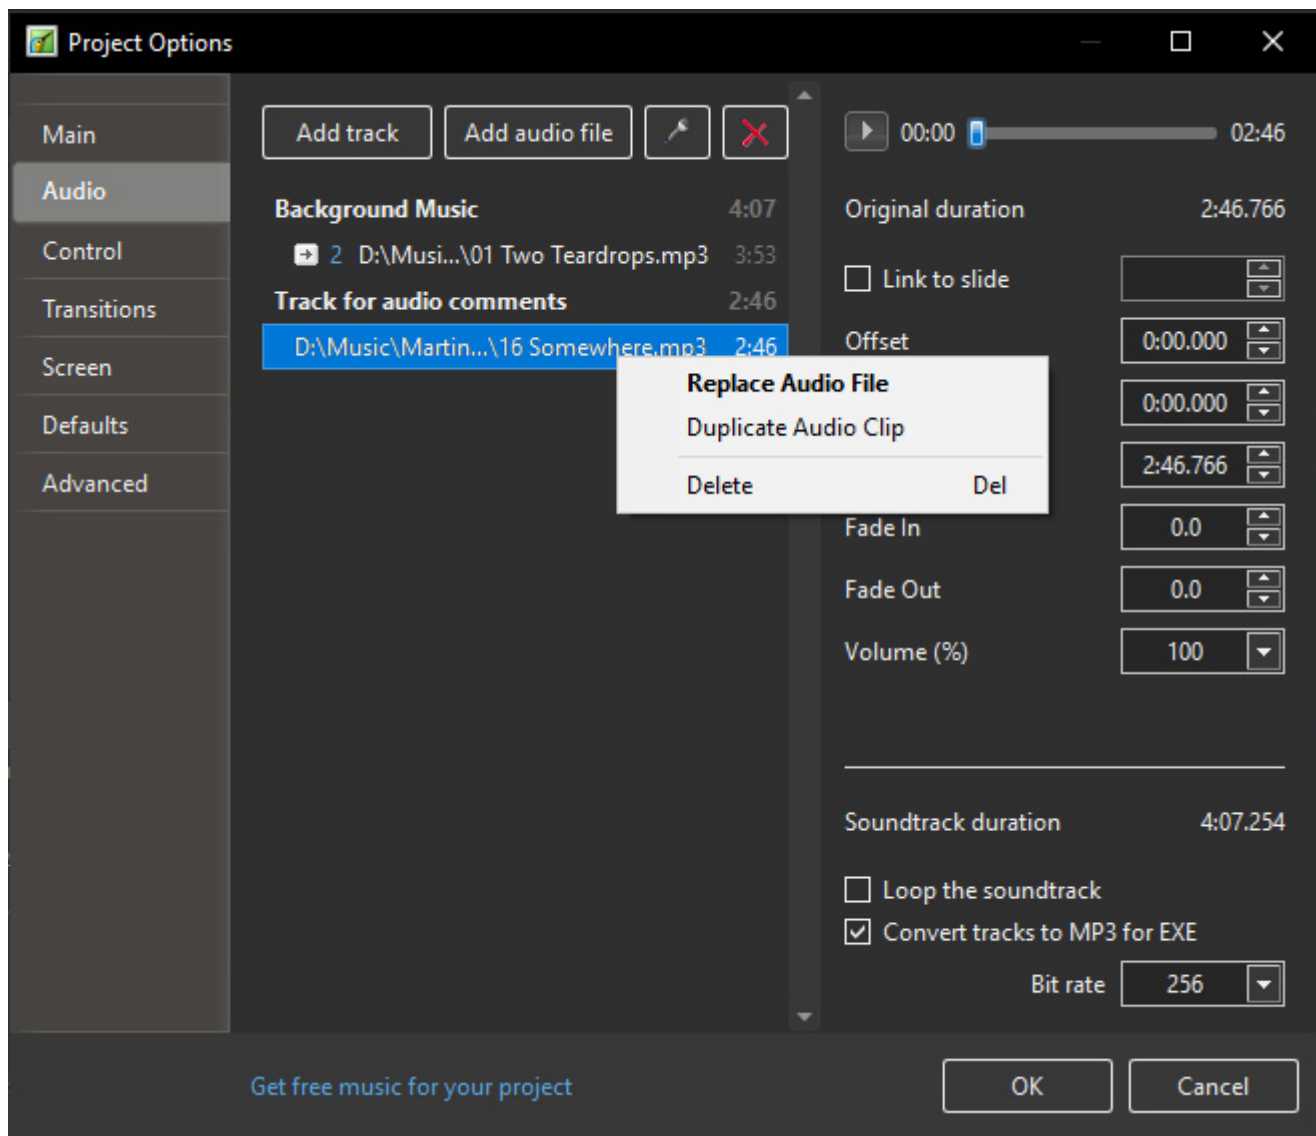 Project Options
Main
Audio
Control
Transitions
Screen
Defaults
Advanced
Add track
Add audio file
Background Music 4:07
2 D:\Musi...\01 Two Teardrops.mp3 3:53
Track for audio comments 2:46
D:\Music\Martin...\16 Somewhere.mp3 2:46
Replace Audio File
Duplicate Audio Clip
Delete Del
00:00 02:46
Original duration 2:46.766
Link to slide
Offset 0:00.000
0:00.000
2:46.766
Fade In 0.0
Fade Out 0.0
Volume (%) 100
Soundtrack duration 4:07.254
Loop the soundtrack
Convert tracks to MP3 for EXE
Bit rate 256
Get free music for your project
OK
Cancel